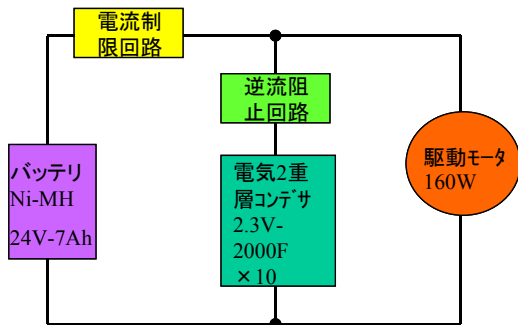 電流制
限回路
逆流阻
止回路
バッテリ
Ni-MH
24V-7Ah
電気2重
層コンデサ
2.3V-
2000F
×10
駆動モータ
160W